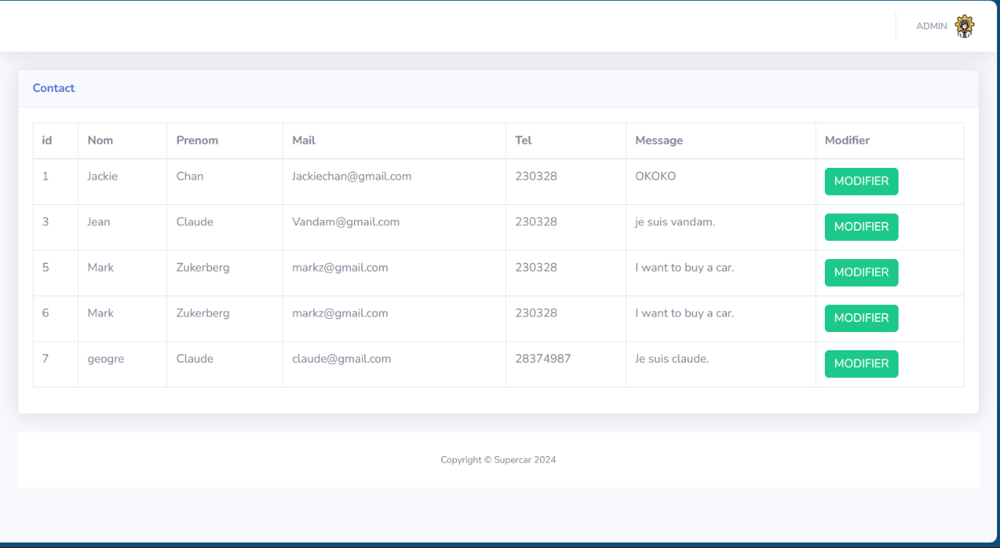 ADMIN
Contact
id Nom Prenom Mail Tel Message Modifier
1 Jackie Chan Jackiechan@gmail.com 230328 OKOKO MODIFIER
3 Jean Claude Vandam@gmail.com 230328 je suis vandam. MODIFIER
5 Mark Zukerberg markz@gmail.com 230328 I want to buy a car. MODIFIER
6 Mark Zukerberg markz@gmail.com 230328 I want to buy a car. MODIFIER
7 geogre Claude claude@gmail.com 28374987 Je suis claude. MODIFIER
Copyright © Supercar 2024